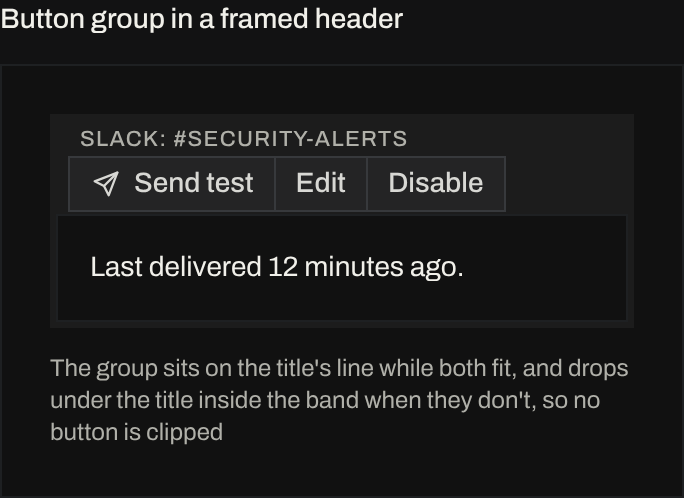 Button group in a framed header
SLACK: #SECURITY-ALERTS
Send test Edit Disable
Last delivered 12 minutes ago.
The group sits on the title's line while both fit, and drops
under the title inside the band when they don't, so no
button is clipped